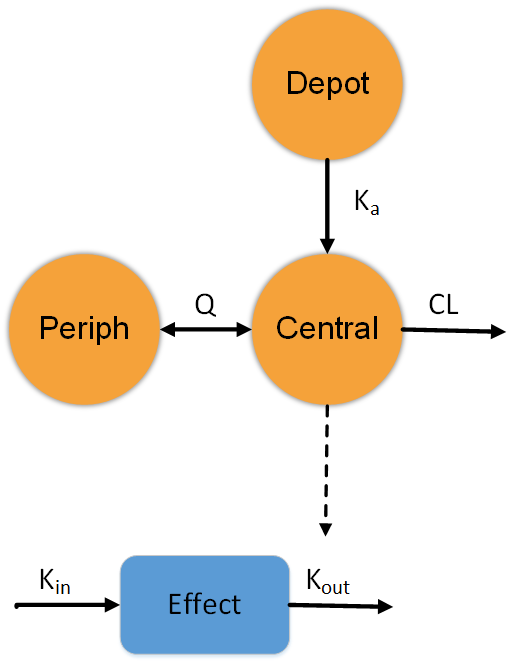 Depot
Ka
Q
CL
Periph
Central
Kin
Kout
Effect